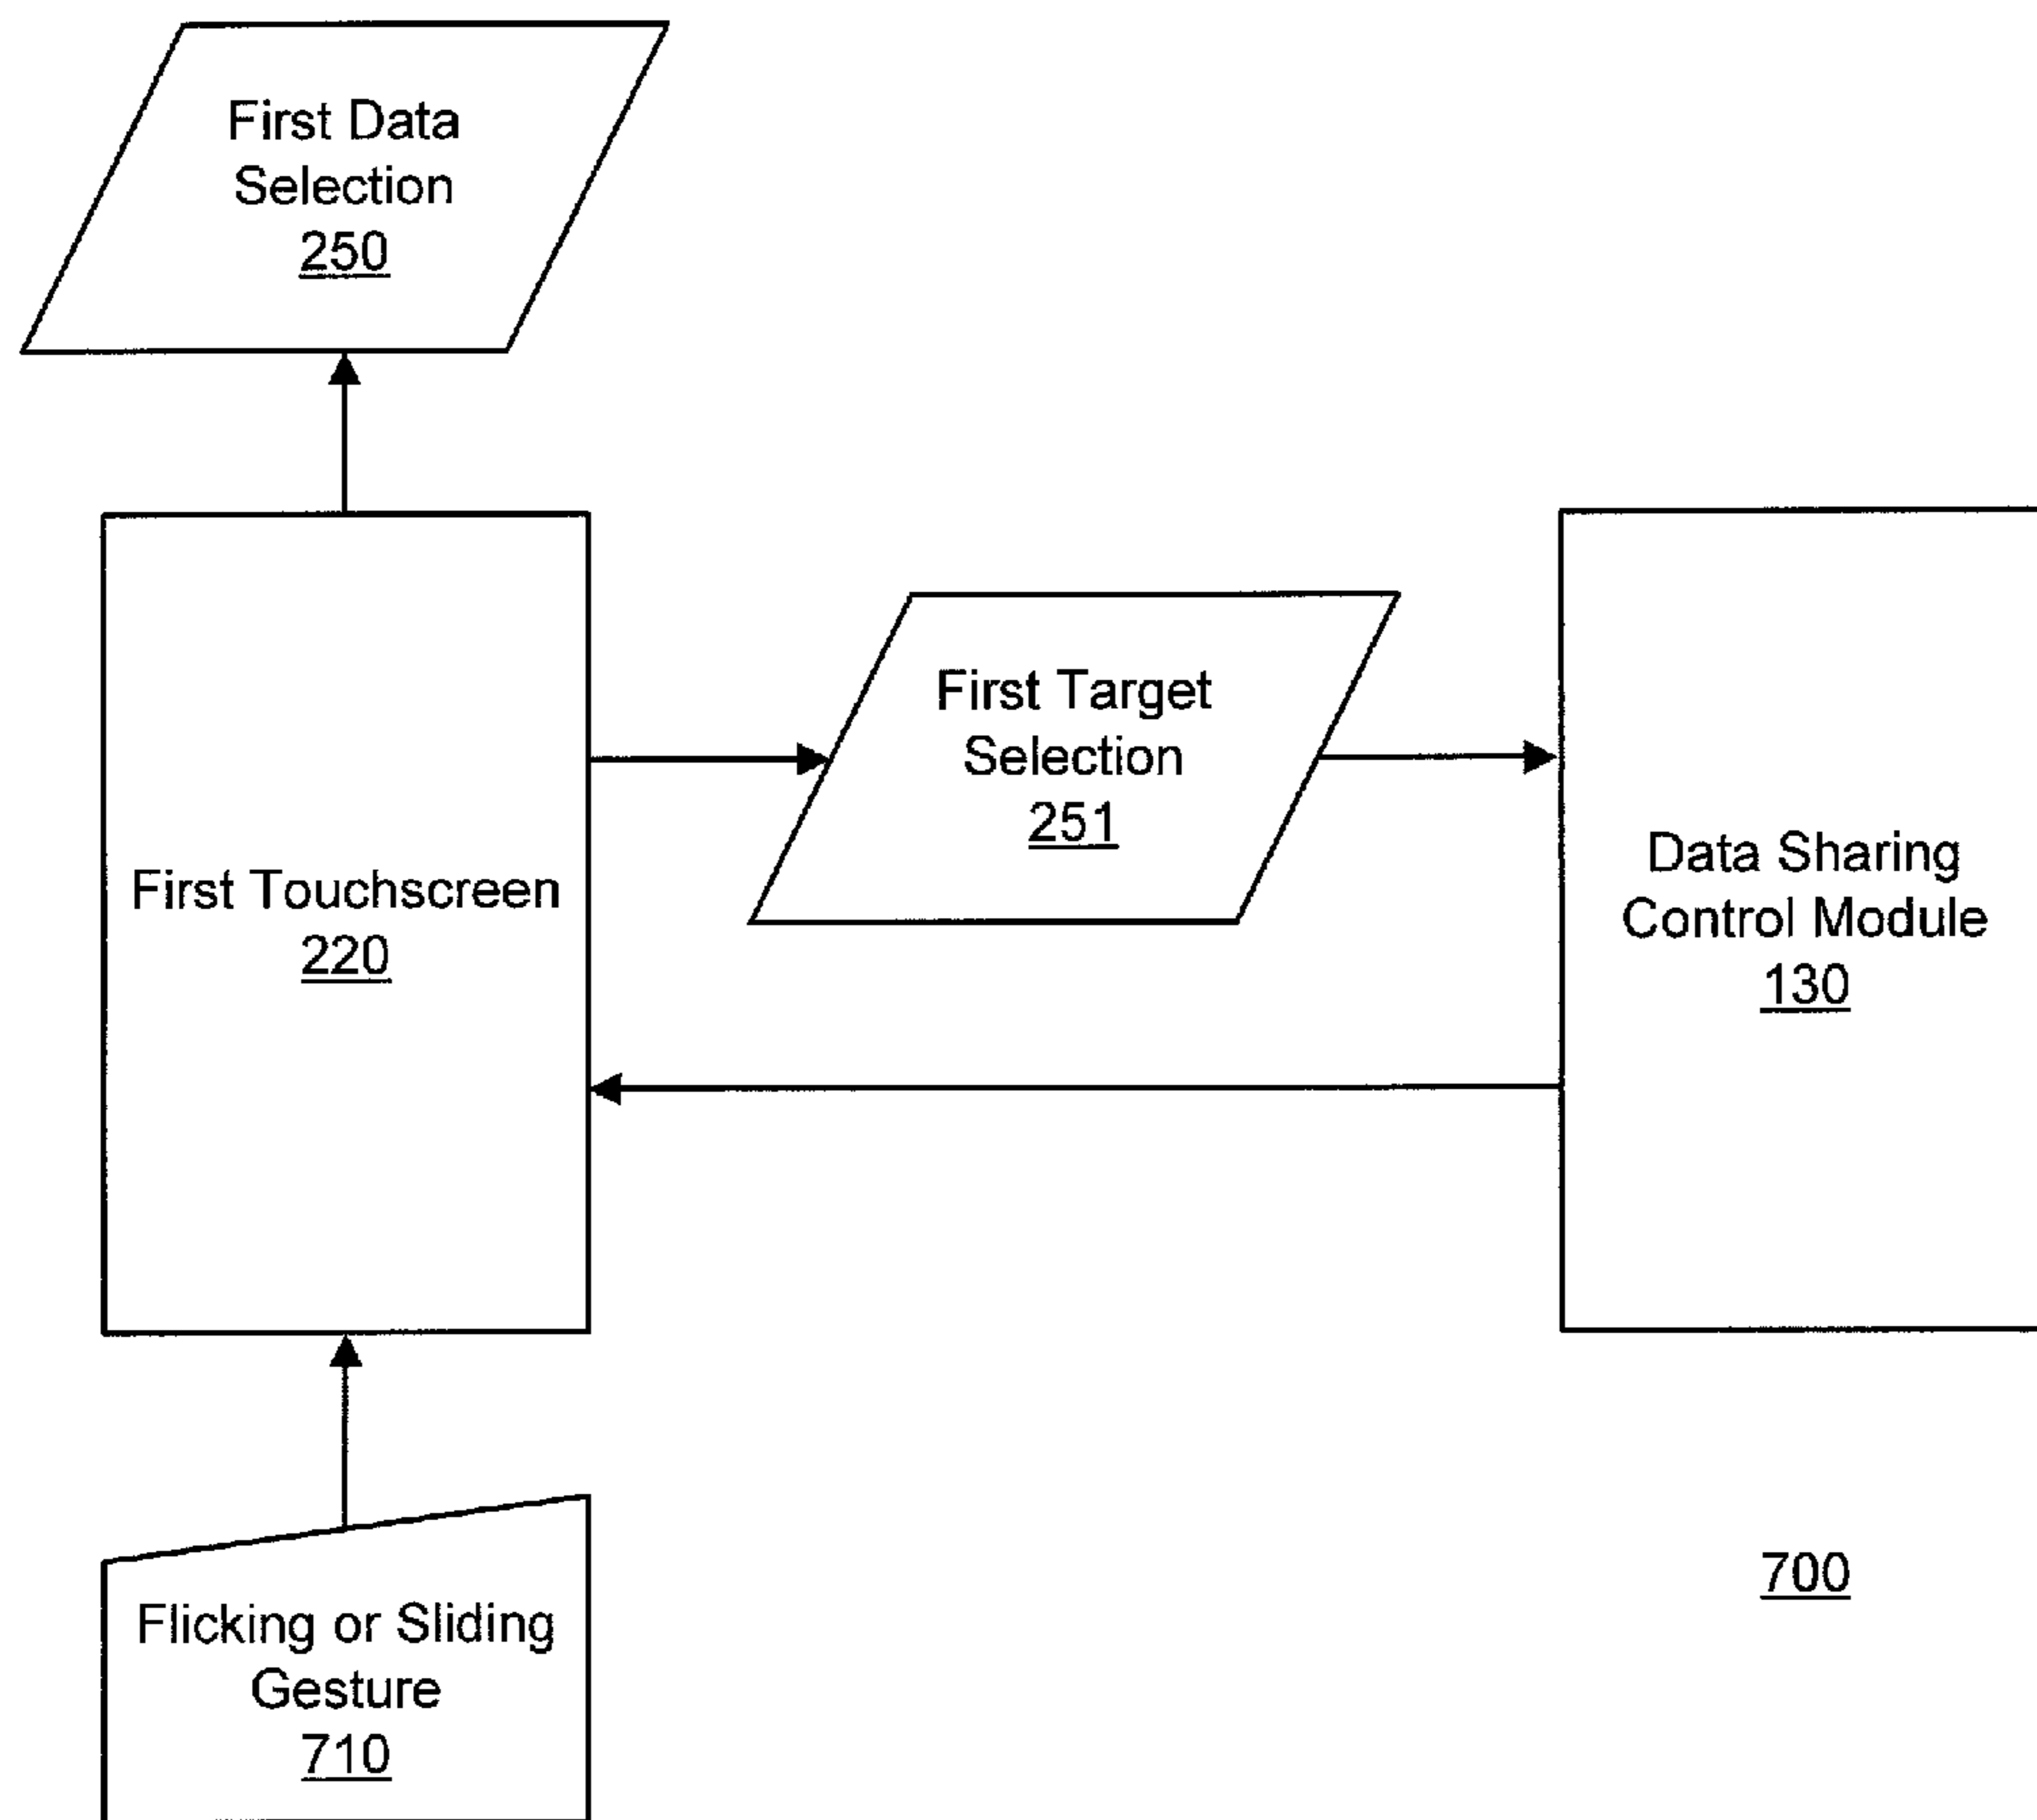 First Data
Selection
250
First Target
Selection
251
First Touchscreen
220
Data Sharing
Control Module
130
Flicking or Sliding
Gesture
710
700